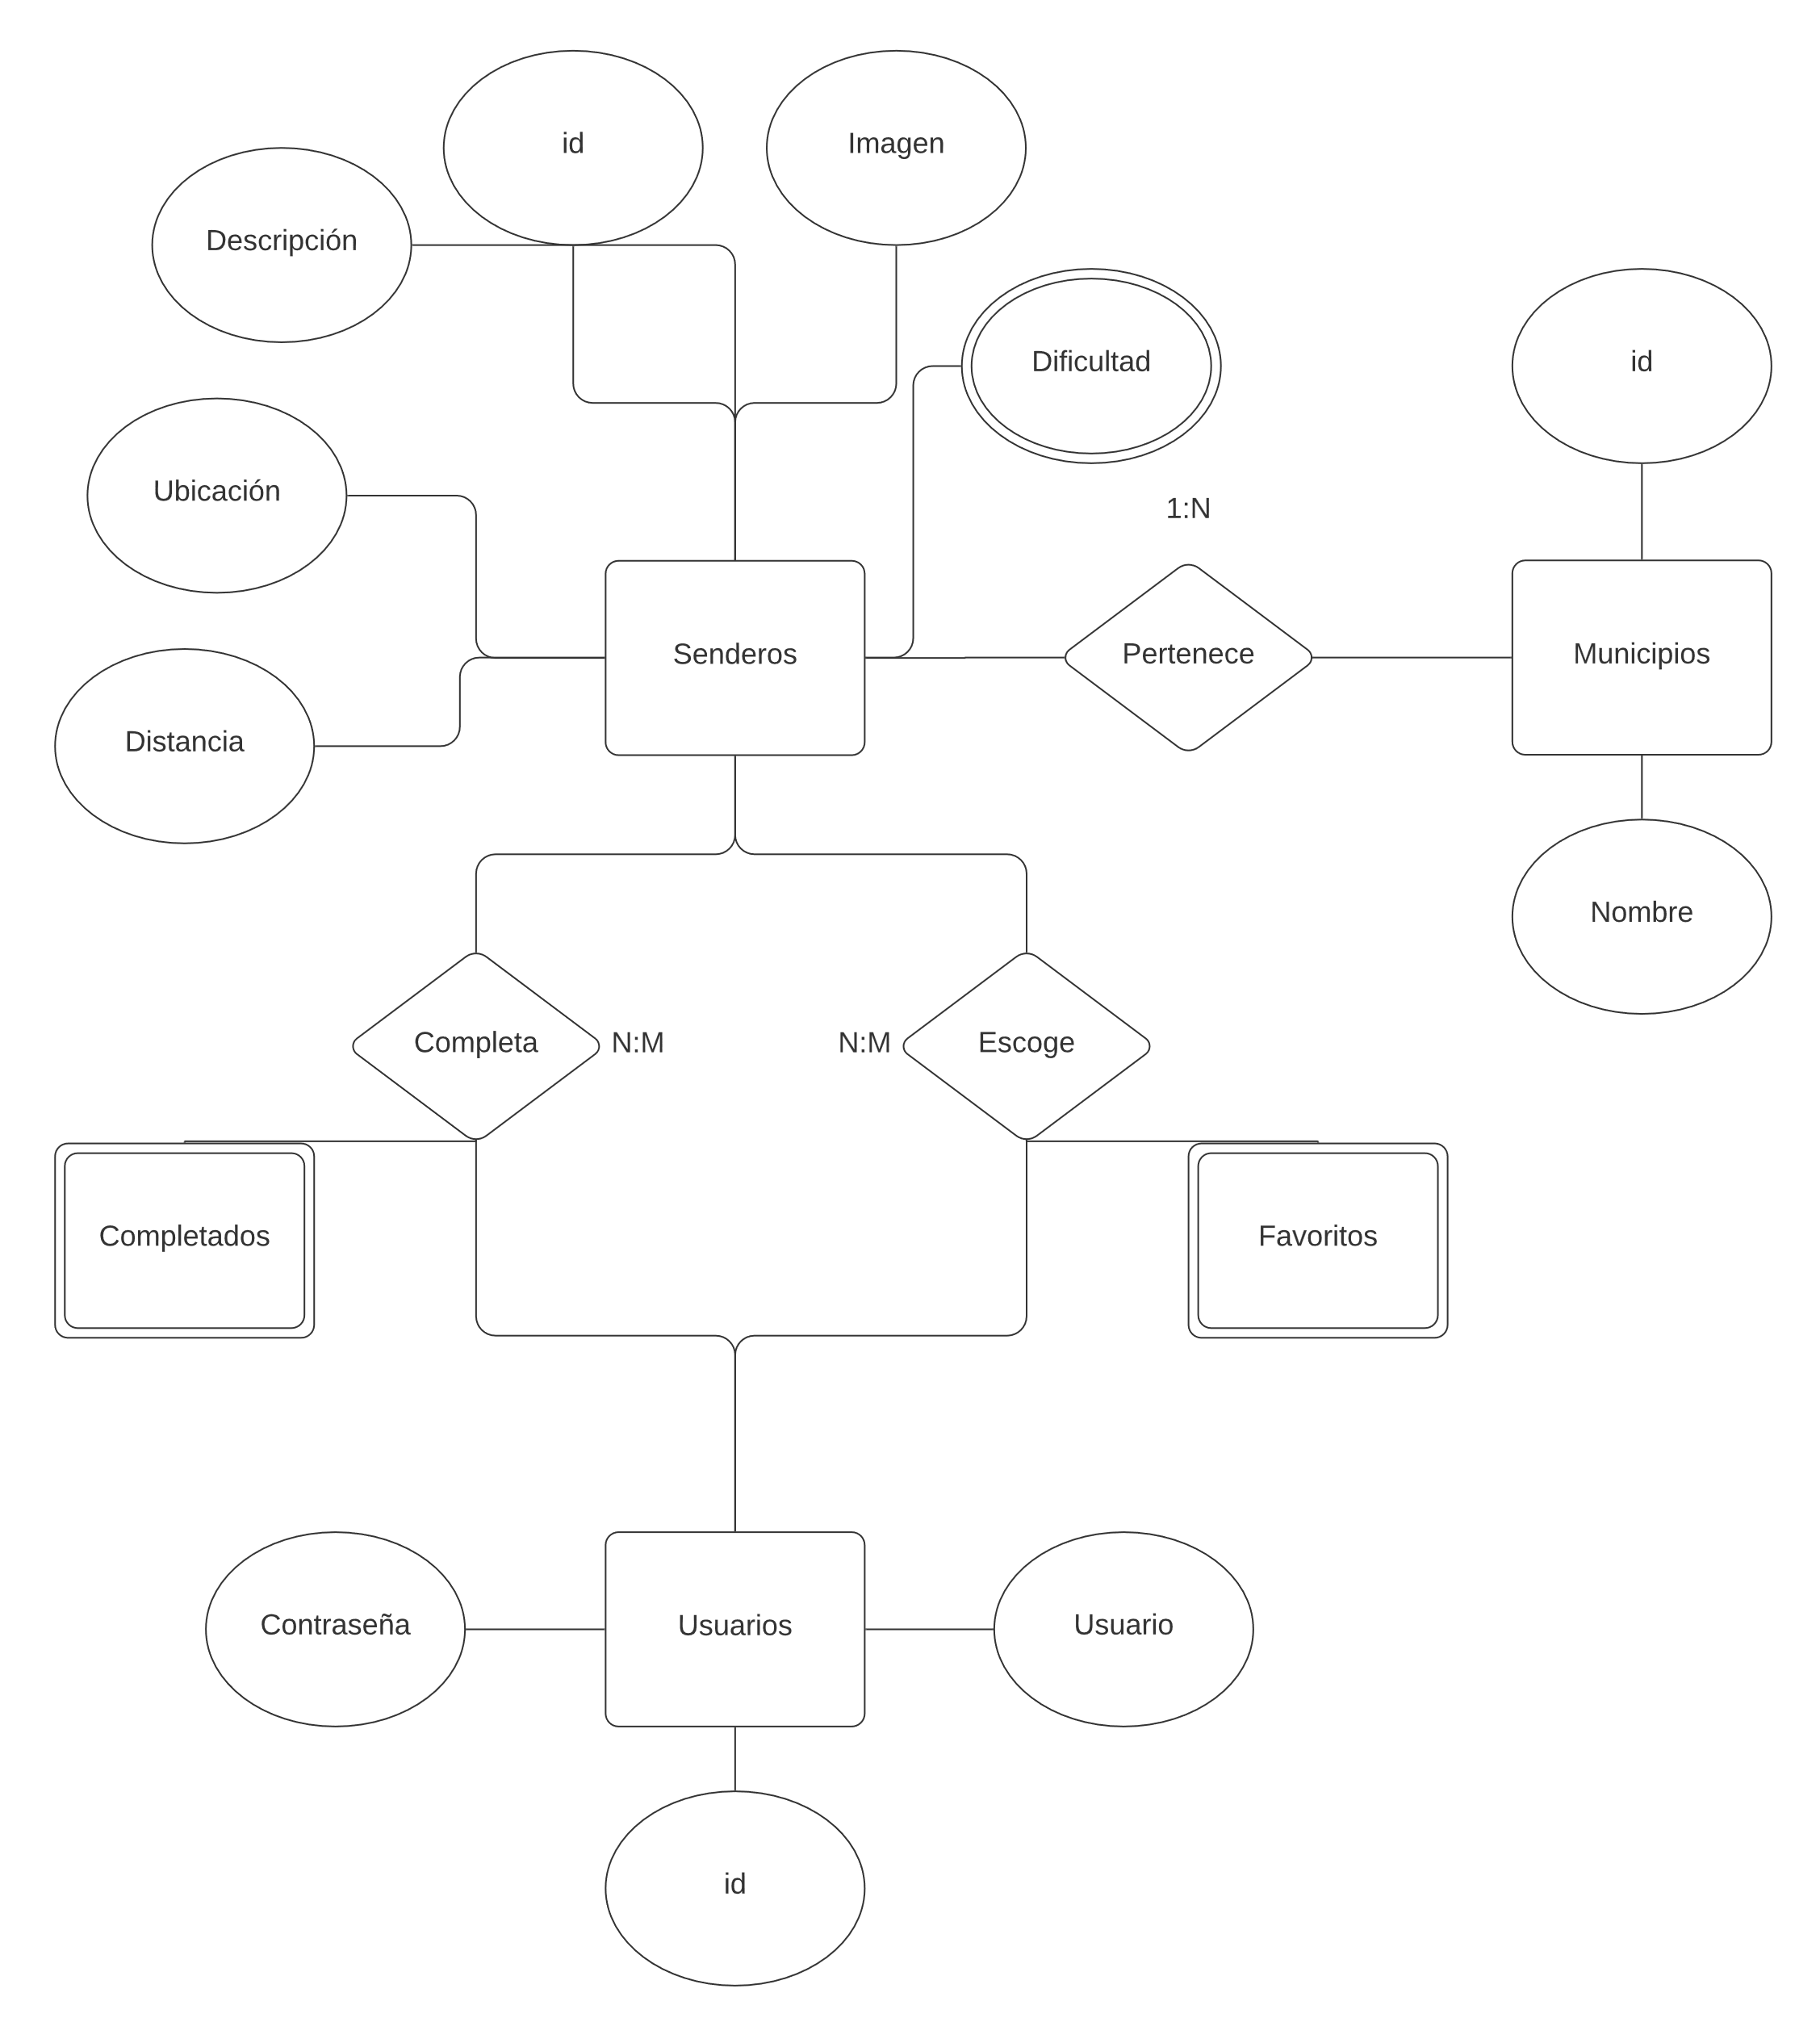 id
Imagen
Descripción
Dificultad
id
Ubicación
1:N
Senderos
Pertenece
Municipios
Distancia
Nombre
Completa
N:M
N:M
Escoge
Completados
Favoritos
Contraseña
Usuarios
Usuario
id